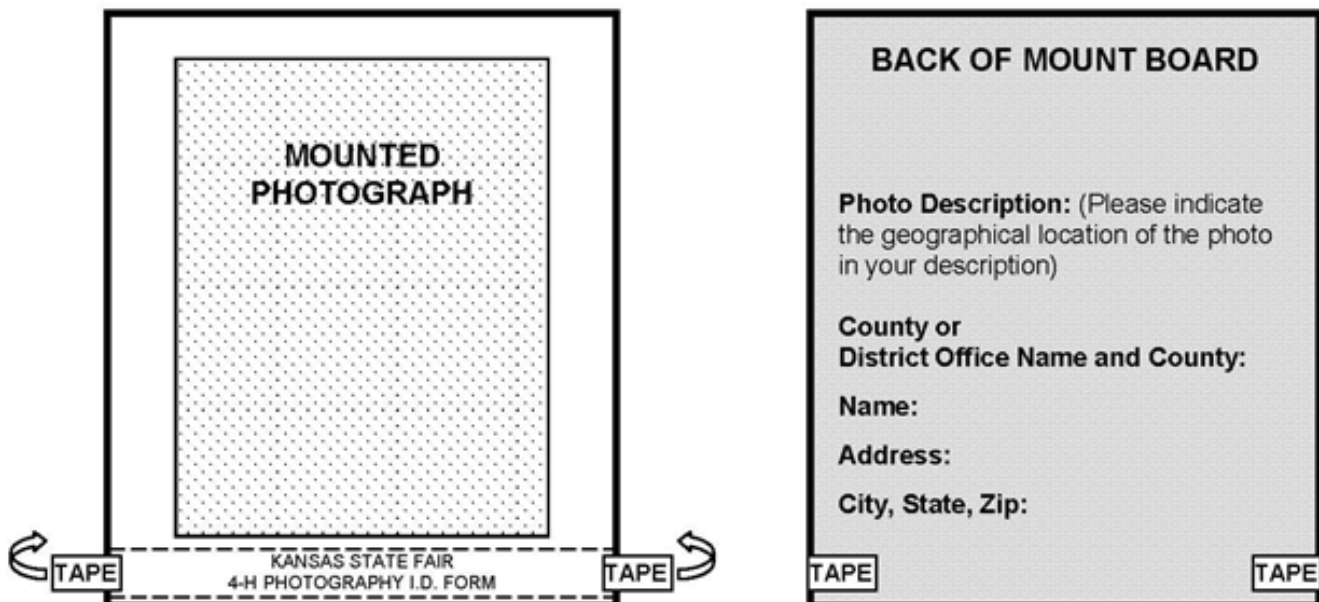 MOUNTED
PHOTOGRAPH
TAPE
KANSAS STATE FAIR
4-H PHOTOGRAPHY I.D. FORM
TAPE
BACK OF MOUNT BOARD
Photo Description: (Please indicate
the geographical location of the photo
in your description)
County or
District Office Name and County:
Name:
Address:
City, State, Zip:
TAPE
TAPE